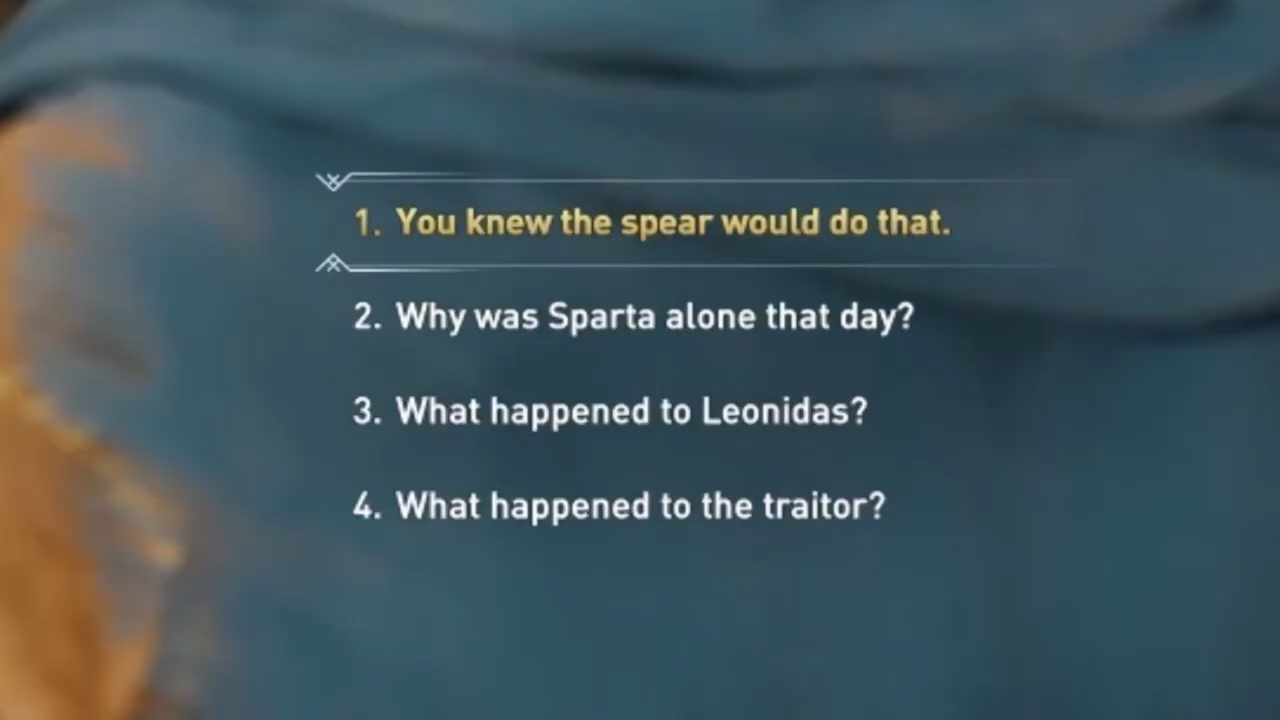 1. You knew the spear would do that.
2. Why was Sparta alone that day?
3. What happened to Leonidas?
4. What happened to the traitor?